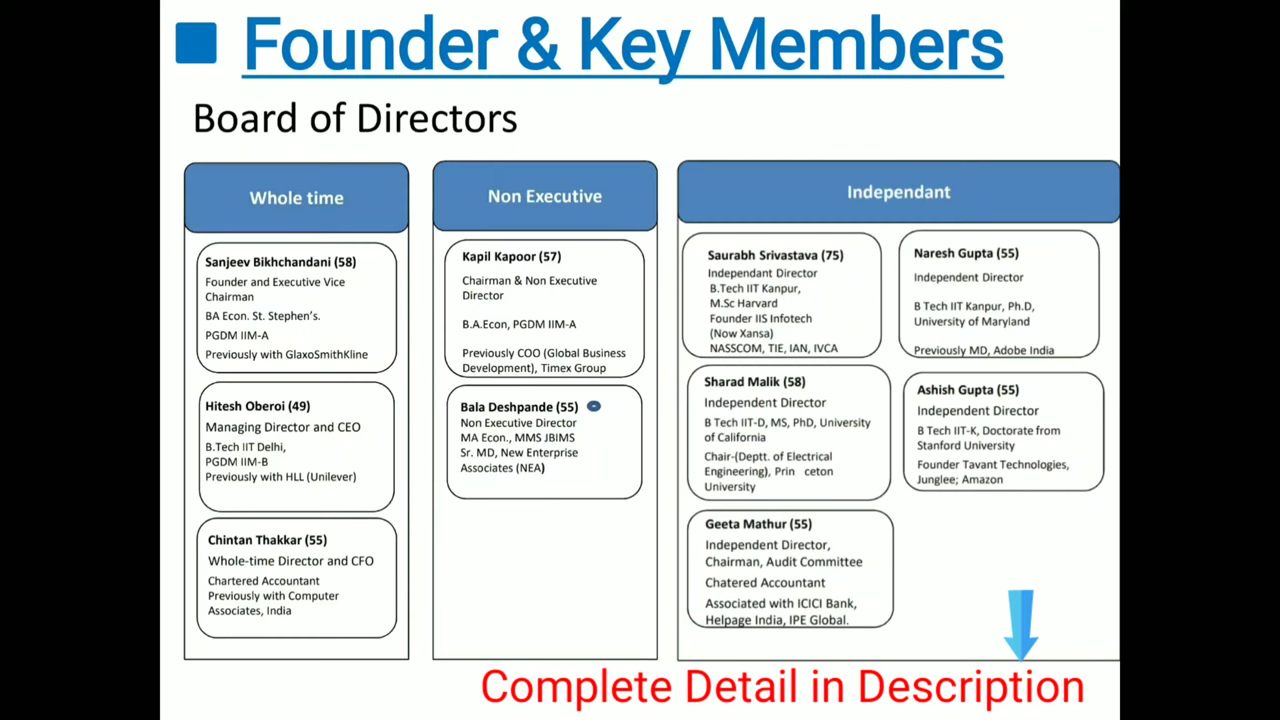 Founder & Key Members
Board of Directors
Whole time
Sanjeev Bikhchandani (58)
Founder and Executive Vice
Chairman
BA Econ. St. Stephen's.
PGDM IIM-A
Previously with GlaxoSmithKline
Hitesh Oberoi (49)
Managing Director and CEO
B.Tech IIT Delhi,
PGDM IIM-B
Previously with HLL (Unilever)
Chintan Thakkar (55)
Whole-time Director and CFO
Chartered Accountant
Previously with Computer
Associates, India
Non Executive
Kapil Kapoor (57)
Chairman & Non Executive
Director
B.A.Econ, PGDM IIM-A
Previously COO (Global Business
Development), Timex Group
Bala Deshpande (55)
Non Executive Director
MA Econ., MMS JBIMS
Sr. MD, New Enterprise
Associates (NEA)
Independant
Saurabh Srivastava (75)
Independant Director
B.Tech IIT Kanpur,
M.Sc Harvard
Founder IIS Infotech
(Now Xansa)
NASSCOM, TIE, IAN, IVCA
Naresh Gupta (55)
Independent Director
B Tech IIT Kanpur, Ph.D,
University of Maryland
Previously MD, Adobe India
Sharad Malik (58)
Independent Director
B Tech IIT-D, MS, PhD, University
of California
Chair-(Deptt. of Electrical
Engineering), Prin ceton
University
Ashish Gupta (55)
Independent Director
B Tech IIT-K, Doctorate from
Stanford University
Founder Tavant Technologies,
Junglee; Amazon
Geeta Mathur (55)
Independent Director,
Chairman, Audit Committee
Chatered Accountant
Associated with ICICI Bank,
Helpage India, IPE Global.
Complete Detail in Description